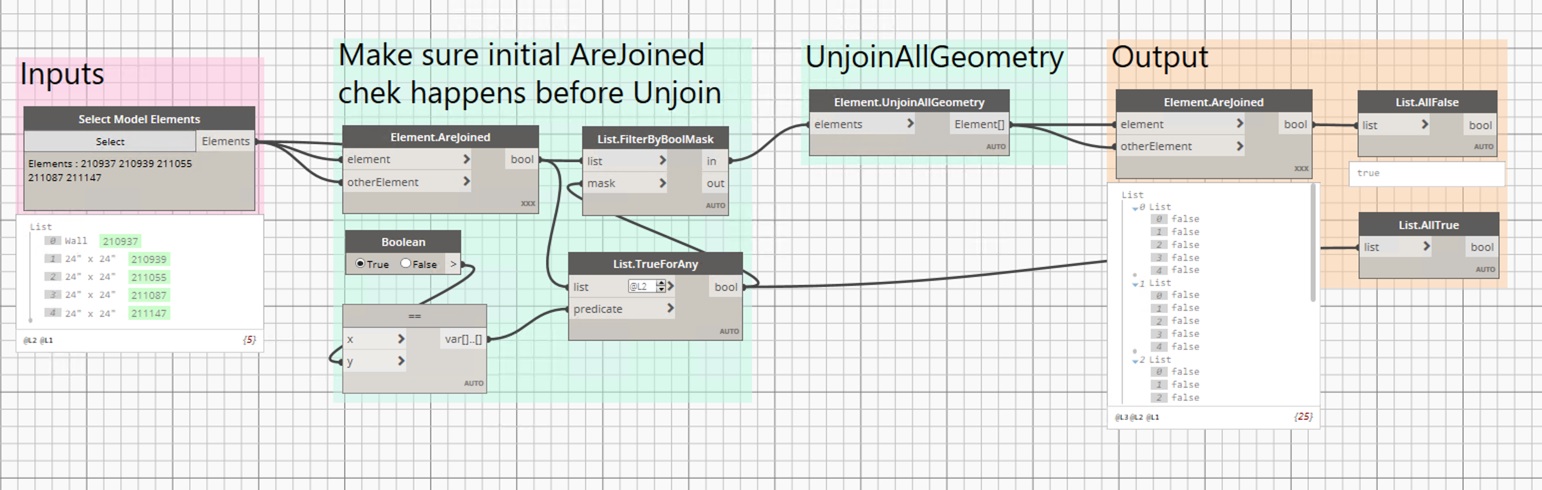 Inputs
Select Model Elements
Select
Elements
Elements : 210937 210939 211055
211087 211147
List
0 Wall 210937
1 24" x 24" 210939
2 24" x 24" 211055
3 24" x 24" 211087
4 24" x 24" 211147
@L2 @L1
{5}
Make sure initial AreJoined
chek happens before Unjoin
Element.AreJoined
element > bool
otherElement >
XXX
List.FilterByBoolMask
list > in
mask > out
AUTO
Boolean
True False >
List.TrueForAny
list @L2 > bool
predicate >
AUTO
==
x > var[]..[]
y >
AUTO
UnjoinAllGeometry
Element.UnjoinAllGeometry
elements > Element[]
AUTO
Output
Element.AreJoined
element > bool
otherElement >
XXX
List
0 List
0 false
1 false
2 false
3 false
4 false
1 List
0 false
1 false
2 false
3 false
4 false
2 List
0 false
1 false
2 false
@L3 @L2 @L1
{25}
List.AllFalse
list > bool
AUTO
true
List.AllTrue
list > bool
AUTO